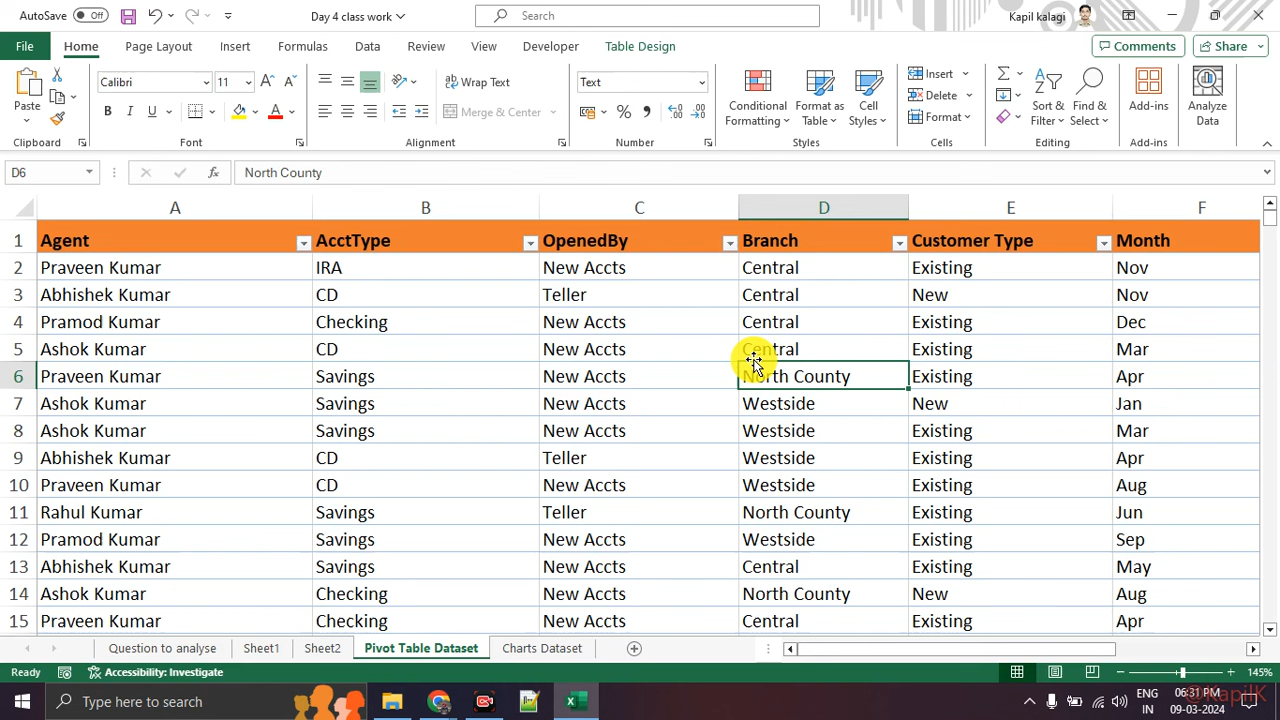 AutoSave Off Day 4 class work Search Kapil kalagi
File Home Page Layout Insert Formulas Data Review View Developer Table Design Comments Share
Paste Calibri 11 Wrap Text Text Conditional Formatting Format as Table Cell Styles Insert Sort & Filter Find & Select Add-ins Analyze Data
B I U A Merge & Center % Delete
Format
Clipboard Font Alignment Number Styles Cells Editing Add-ins
D6 fx North County
A B C D E F
1 Agent AcctType OpenedBy Branch Customer Type Month
2 Praveen Kumar IRA New Accts Central Existing Nov
3 Abhishek Kumar CD Teller Central New Nov
4 Pramod Kumar Checking New Accts Central Existing Dec
5 Ashok Kumar CD New Accts Central Existing Mar
6 Praveen Kumar Savings New Accts North County Existing Apr
7 Ashok Kumar Savings New Accts Westside New Jan
8 Ashok Kumar Savings New Accts Westside Existing Mar
9 Abhishek Kumar CD Teller Westside Existing Apr
10 Praveen Kumar CD New Accts Westside Existing Aug
11 Rahul Kumar Savings Teller North County Existing Jun
12 Pramod Kumar Savings New Accts Westside Existing Sep
13 Abhishek Kumar Savings New Accts Central Existing May
14 Ashok Kumar Checking New Accts North County New Aug
15 Praveen Kumar Checking New Accts Central Existing Apr
Question to analyse Sheet1 Sheet2 Pivot Table Dataset Charts Dataset
Ready Accessibility: Investigate 145%
Type here to search ENG IN 06:31 PM 09-03-2024
@KapilK